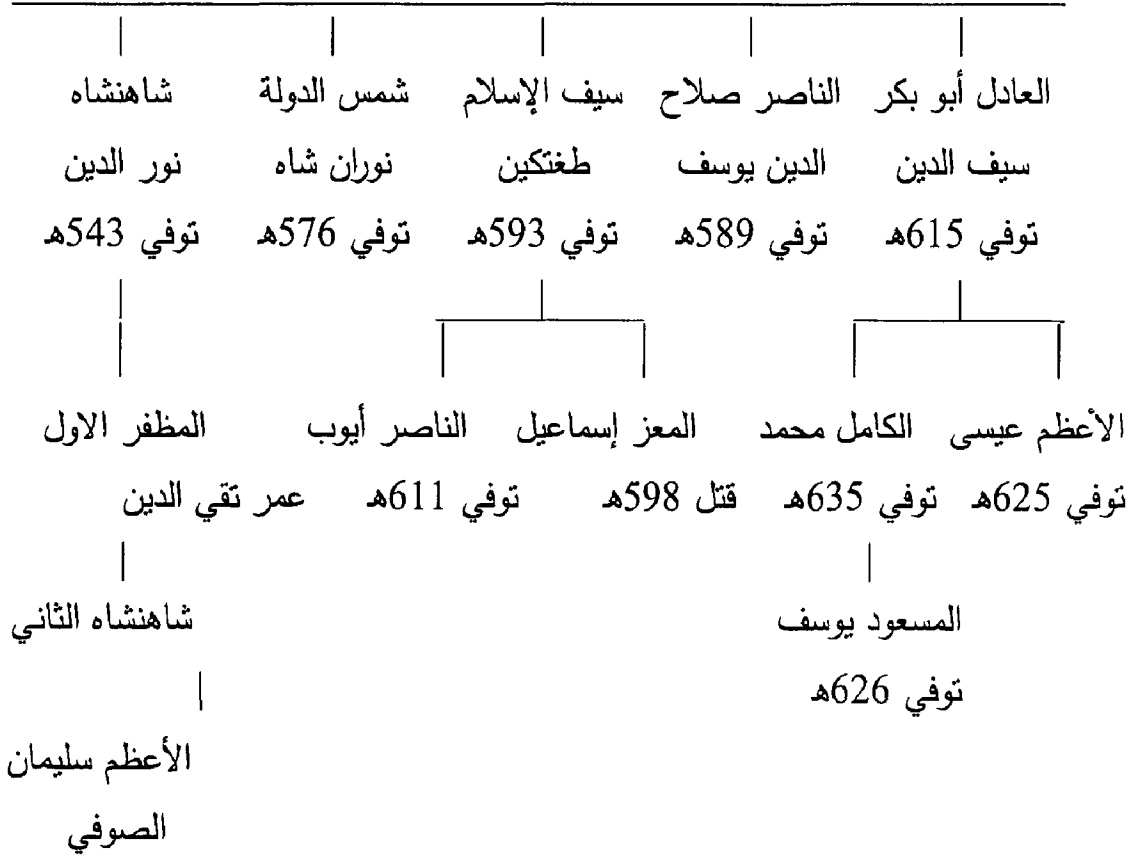 العادل أبو بكر الناصر صلاح سيف الإسلام شمس الدولة شاهنشاه
سيف الدين الدين يوسف طغتكين نوران شاه نور الدين
توفي 615هـ توفي 589هـ توفي 593هـ توفي 576هـ توفي 543هـ
الأعظم عيسى الكامل محمد المعز إسماعيل الناصر أيوب المظفر الاول
توفي 625هـ توفي 635هـ قتل 598هـ توفي 611هـ عمر تقي الدين
المسعود يوسف شاهنشاه الثاني
توفي 626هـ
الأعظم سليمان
الصوفي